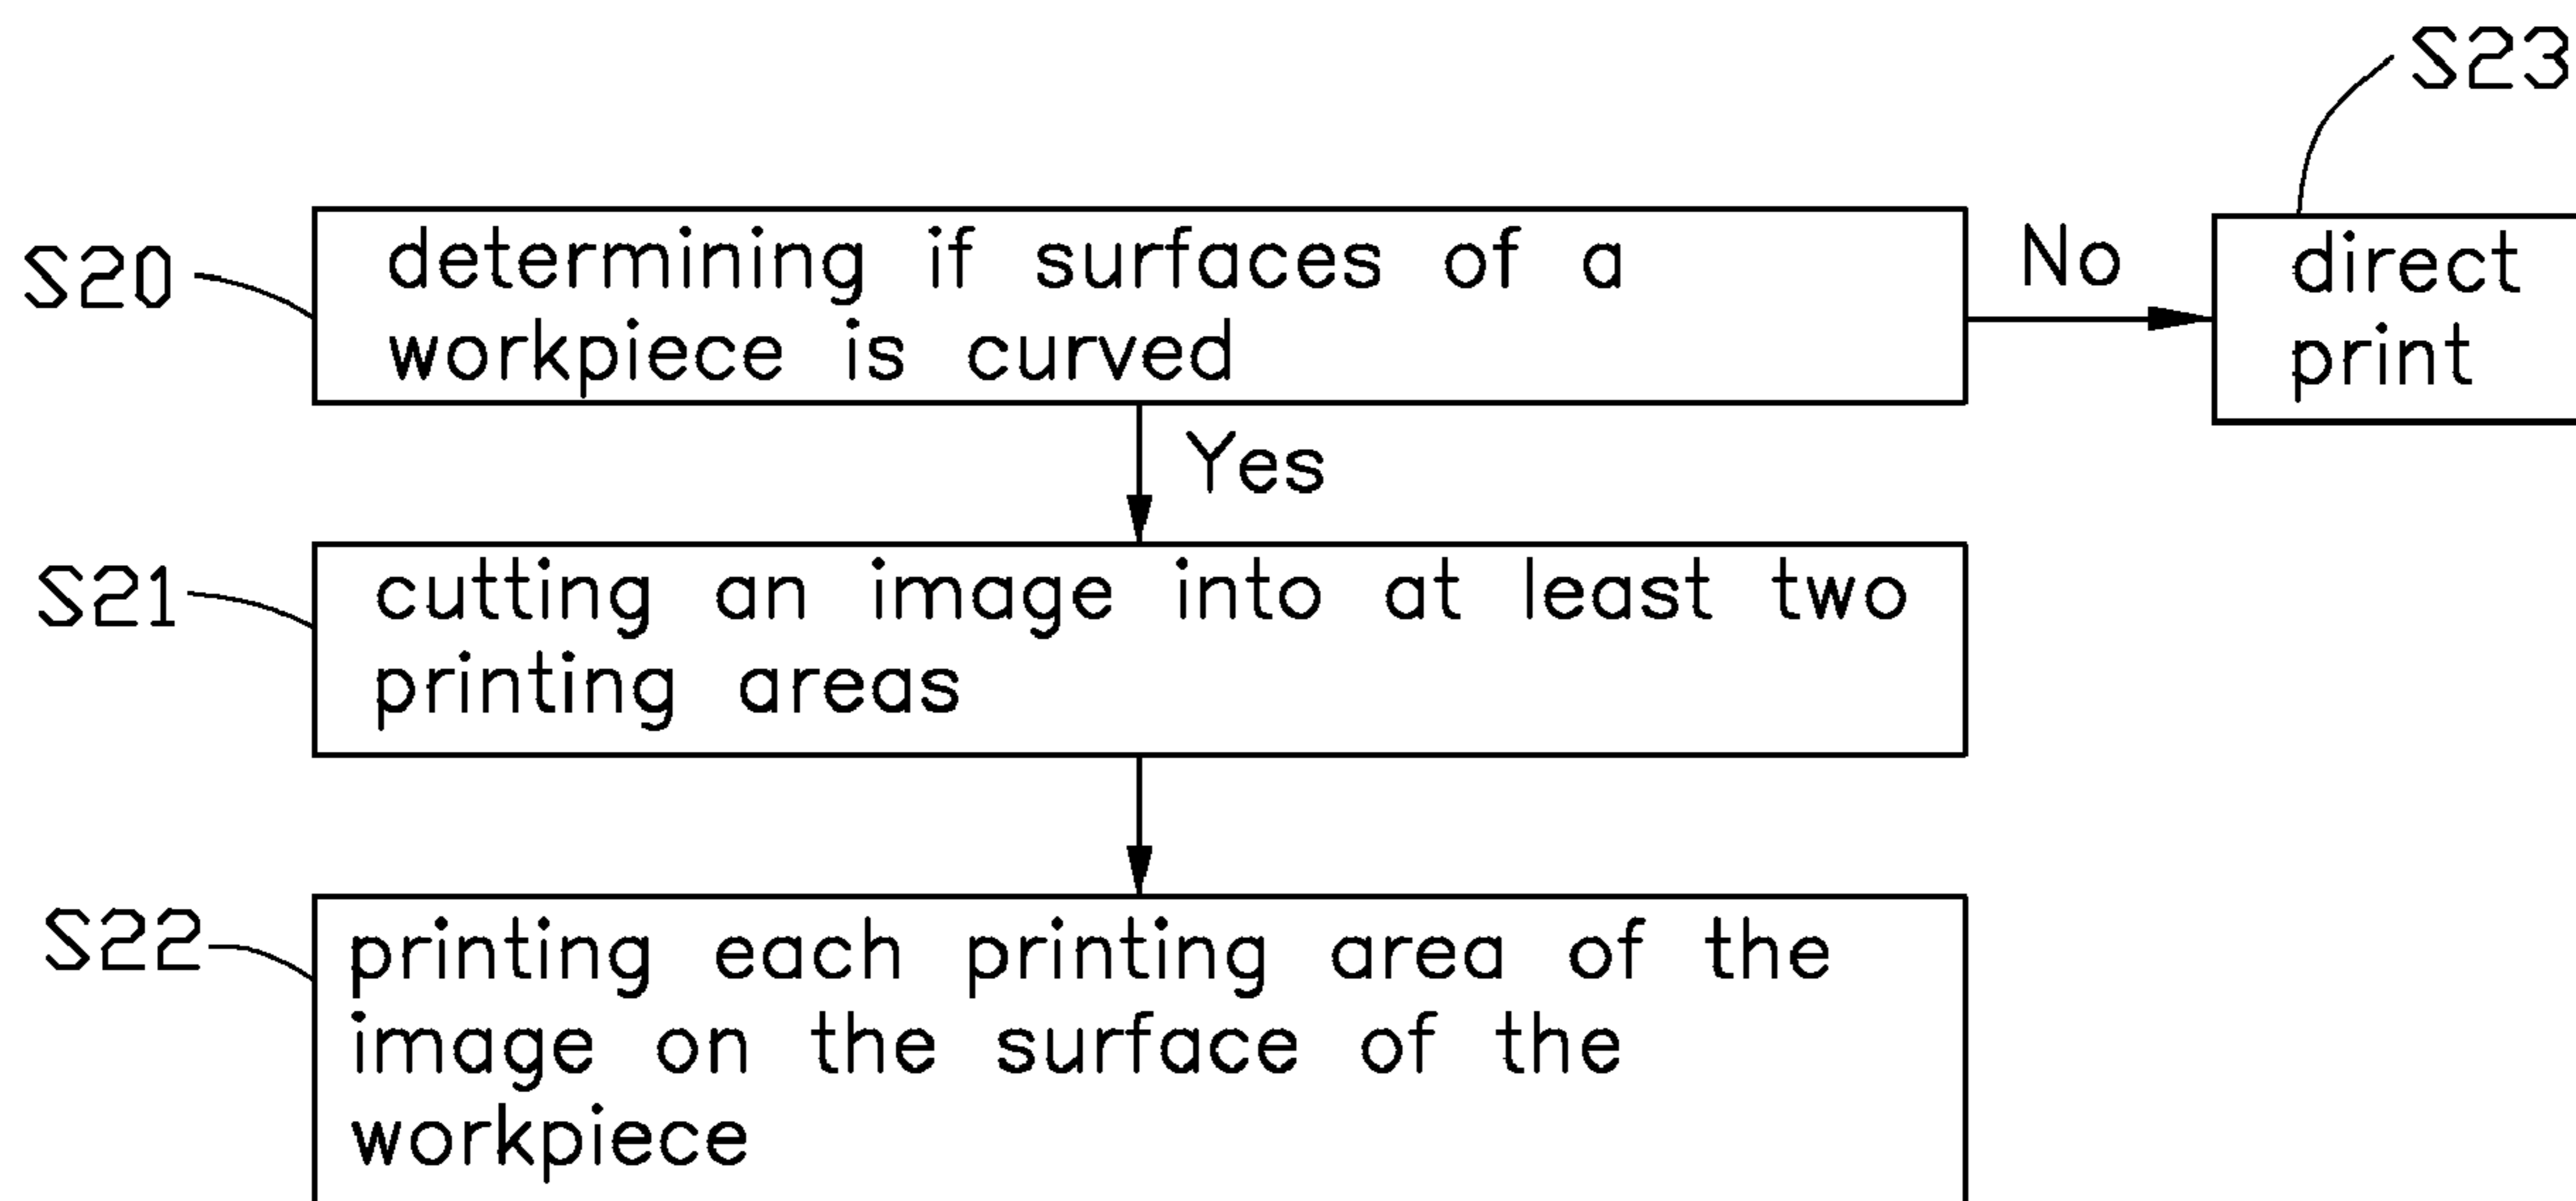 S23
S20
determining if surfaces of a
workpiece is curved
No
direct
print
Yes
S21
cutting an image into at least two
printing areas
S22
printing each printing area of the
image on the surface of the
workpiece